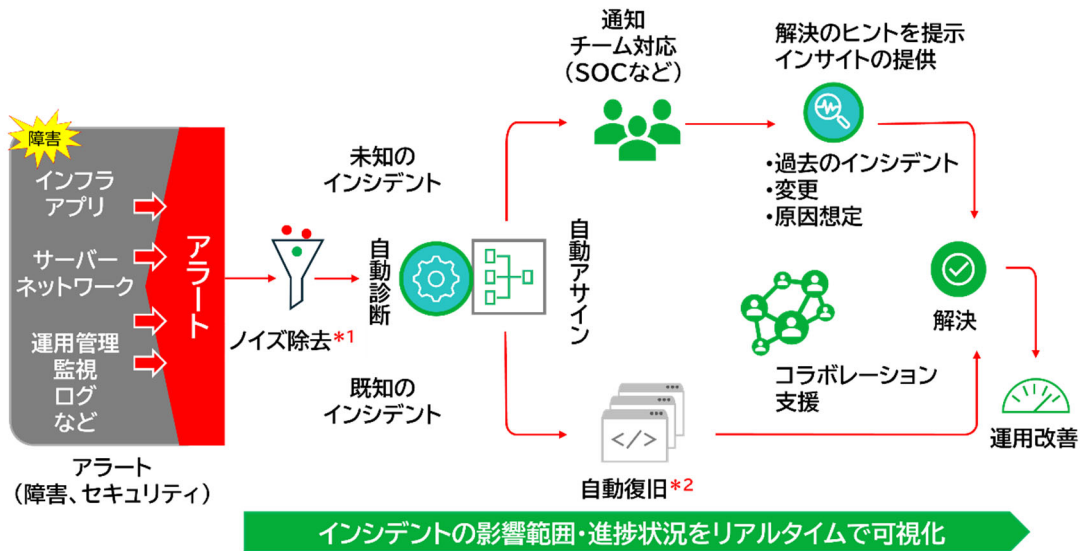 障害
インフラ
アプリ
サーバー
ネットワーク
運用管理
監視
ログ
など
アラート
アラート
(障害、セキュリティ)
ノイズ除去*1
自動診断
未知の
インシデント
既知の
インシデント
自動アサイン
通知
チーム対応
(SOCなど)
解決のヒントを提示
インサイトの提供
・過去のインシデント
・変更
・原因想定
コラボレーション
支援
</>
自動復旧*2
解決
運用改善
インシデントの影響範囲・進捗状況をリアルタイムで可視化